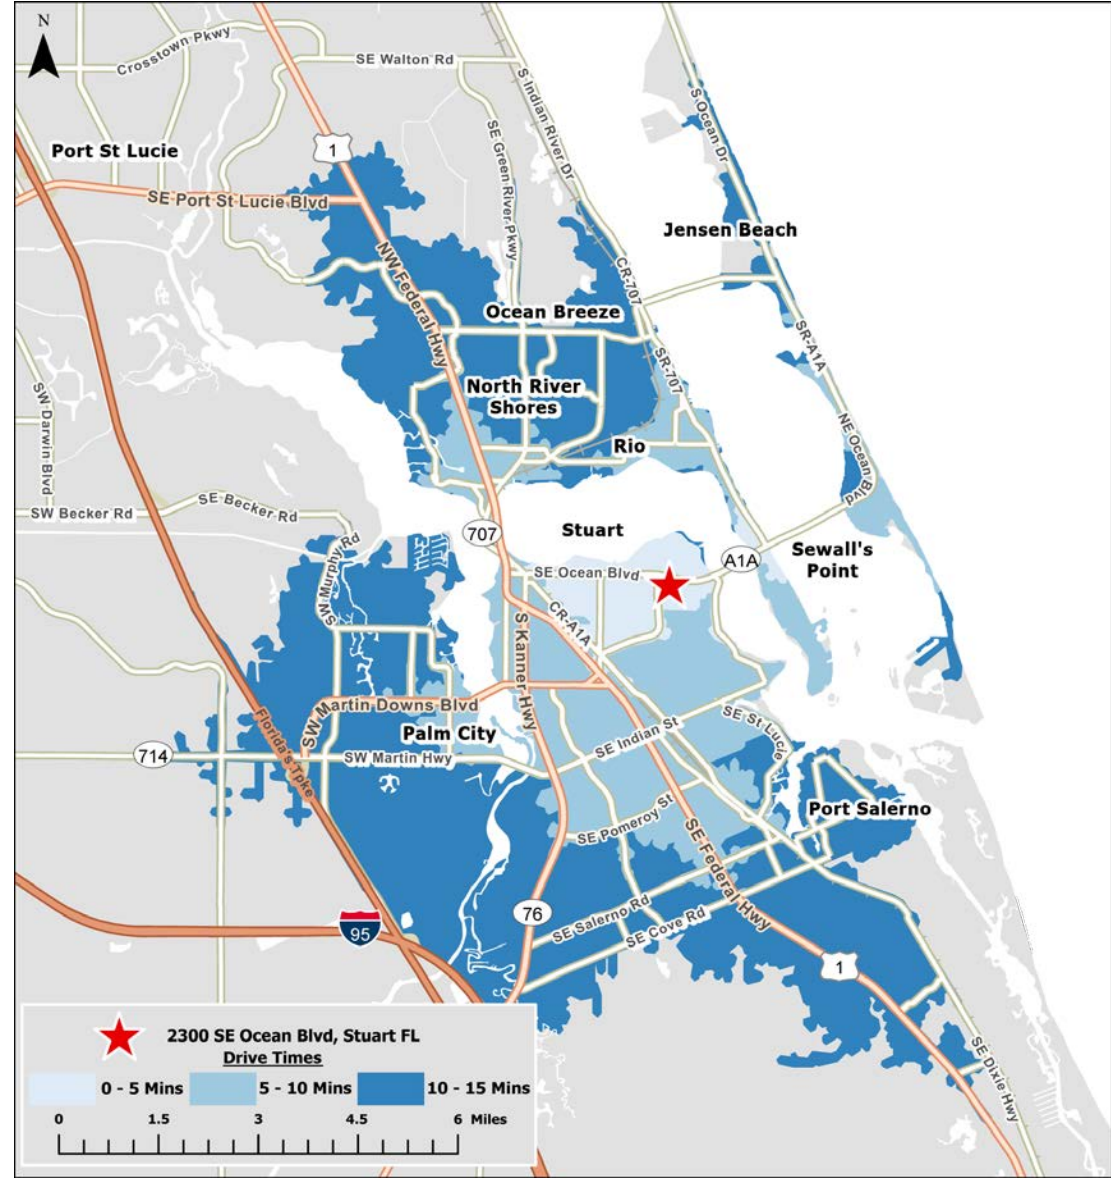 N
Crosstown Pkwy
SE Walton Rd
S Indian River Dr
S Ocean Dr
Port St Lucie
1
SE Green River Pkwy
SE Port St Lucie Blvd
Jensen Beach
NW Federal Hwy
CR-707
Ocean Breeze
SR-707
SR-A1A
SW Darwin Blvd
North River
Shores
Rio
NE Ocean Blvd
SE Becker Rd
SW Becker Rd
707
Stuart
SW Murphy Rd
SE Ocean Blvd
A1A
Sewall's
Point
CR-A1A
S Kanner Hwy
SW Martin Downs Blvd
Palm City
SE Indian St
SE St Lucie
714
SW Martin Hwy
Florida's Tpke
Port Salerno
SE Pomeroy St
SE Federal Hwy
76
SE Salerno Rd
SE Cove Rd
95
1
SE Dixie Hwy
2300 SE Ocean Blvd, Stuart FL
Drive Times
0 - 5 Mins 5 - 10 Mins 10 - 15 Mins
0 1.5 3 4.5 6 Miles